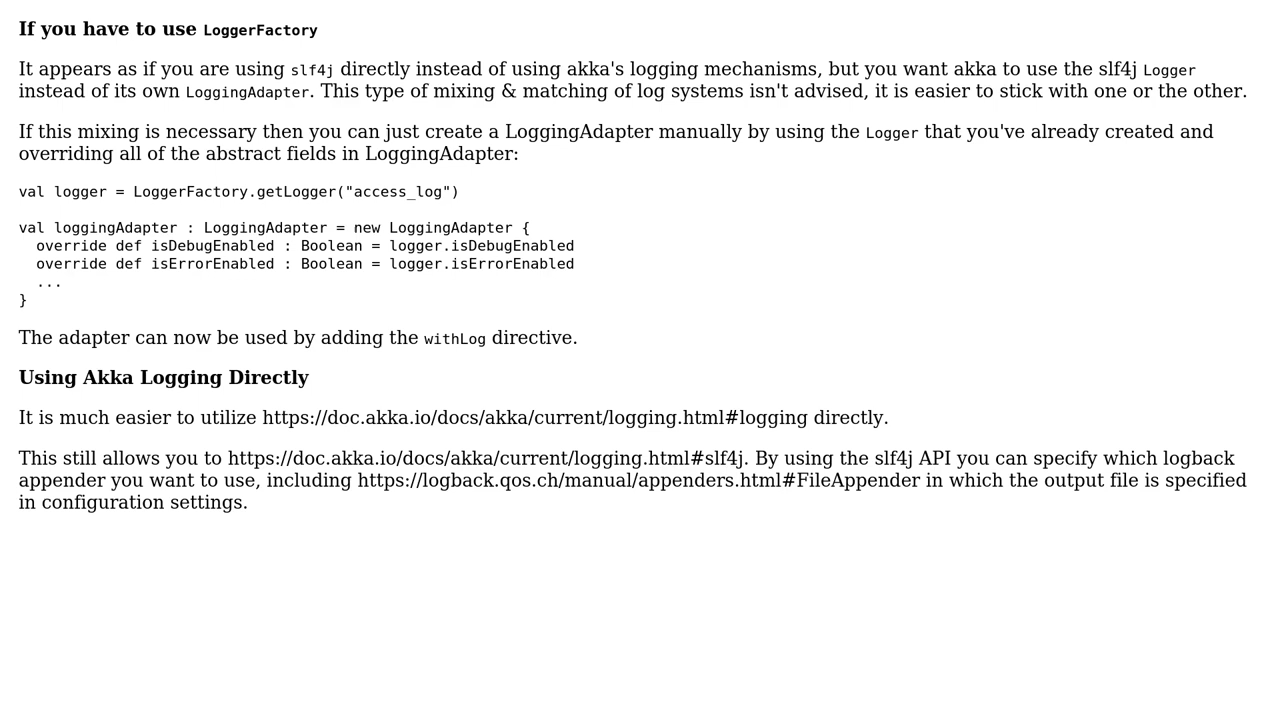 If you have to use LoggerFactory
It appears as if you are using slf4j directly instead of using akka's logging mechanisms, but you want akka to use the slf4j Logger
instead of its own LoggingAdapter. This type of mixing & matching of log systems isn't advised, it is easier to stick with one or the other.
If this mixing is necessary then you can just create a LoggingAdapter manually by using the Logger that you've already created and
overriding all of the abstract fields in LoggingAdapter:
val logger = LoggerFactory.getLogger("access_log")
val loggingAdapter : LoggingAdapter = new LoggingAdapter {
  override def isDebugEnabled : Boolean = logger.isDebugEnabled
  override def isErrorEnabled : Boolean = logger.isErrorEnabled
  ...
}
The adapter can now be used by adding the withLog directive.
Using Akka Logging Directly
It is much easier to utilize https://doc.akka.io/docs/akka/current/logging.html#logging directly.
This still allows you to https://doc.akka.io/docs/akka/current/logging.html#slf4j. By using the slf4j API you can specify which logback
appender you want to use, including https://logback.qos.ch/manual/appenders.html#FileAppender in which the output file is specified
in configuration settings.